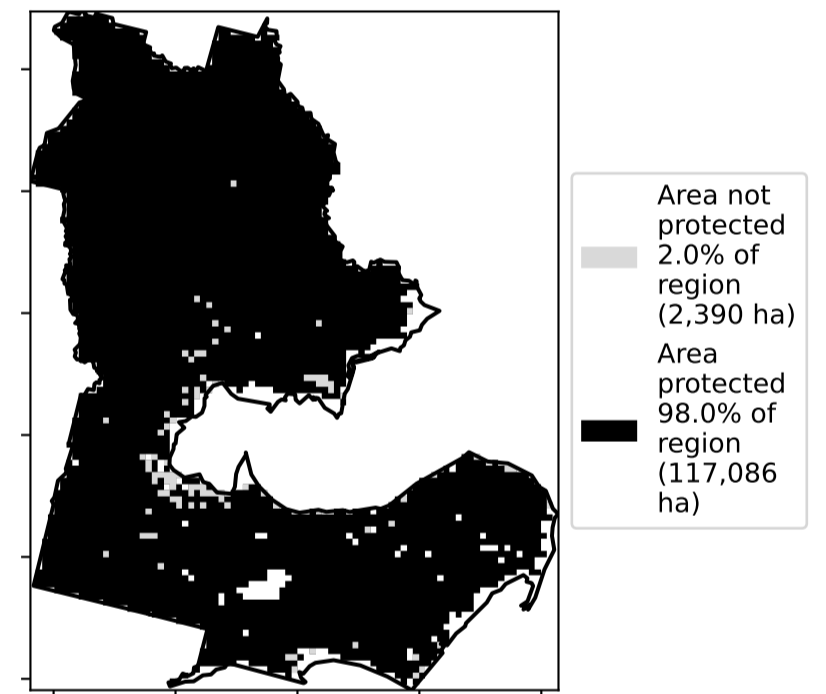 Area not
protected
2.0% of
region
(2,390 ha)
Area
protected
98.0% of
region
(117,086
ha)